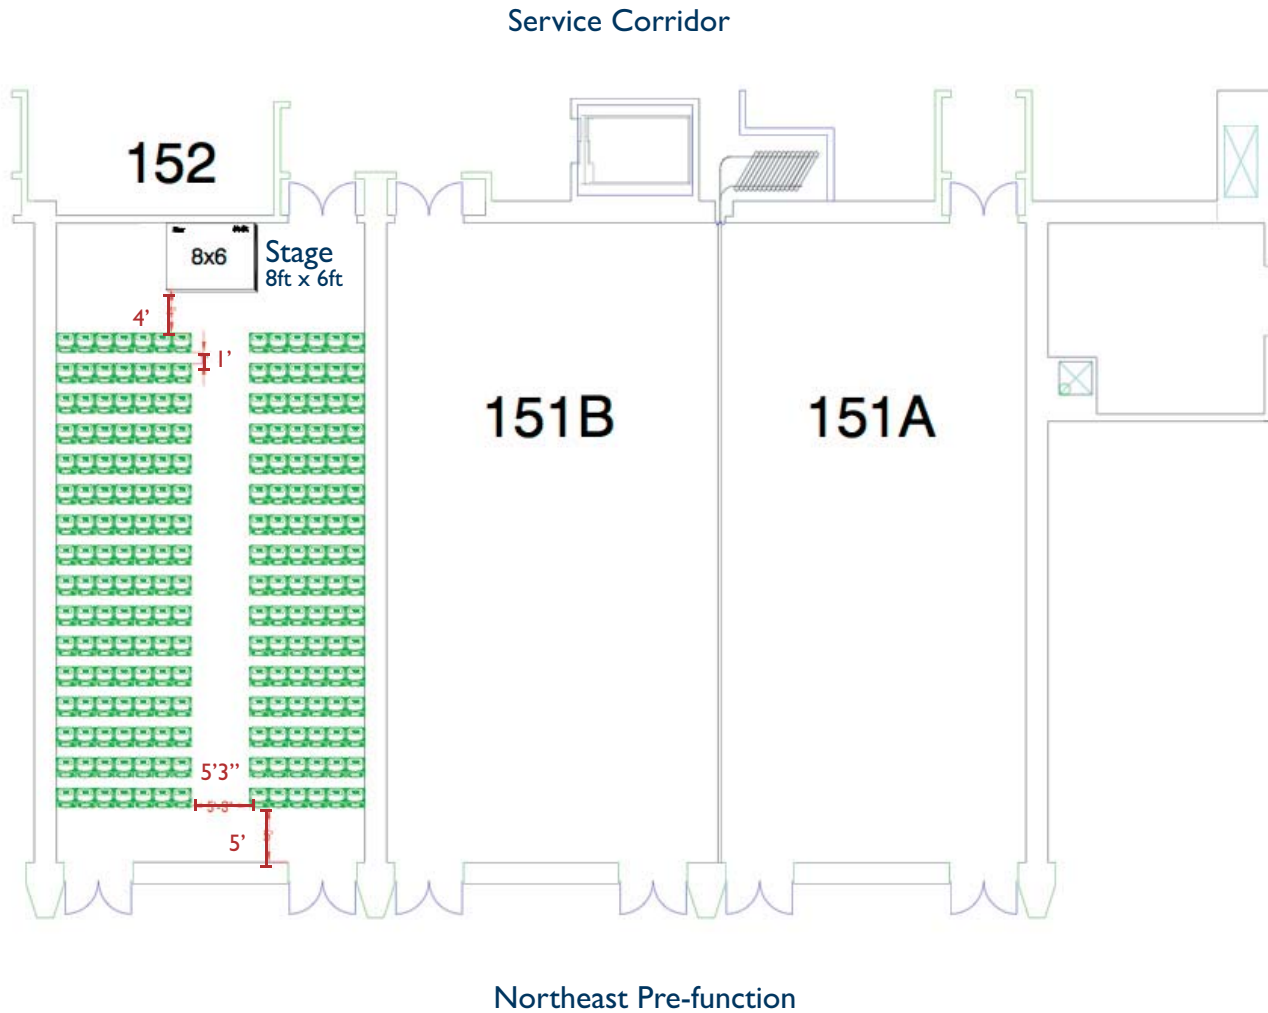 Service Corridor
152
8x6
Stage
8ft x 6ft
4’
1’
151B
151A
5’3’’
5’
Northeast Pre-function